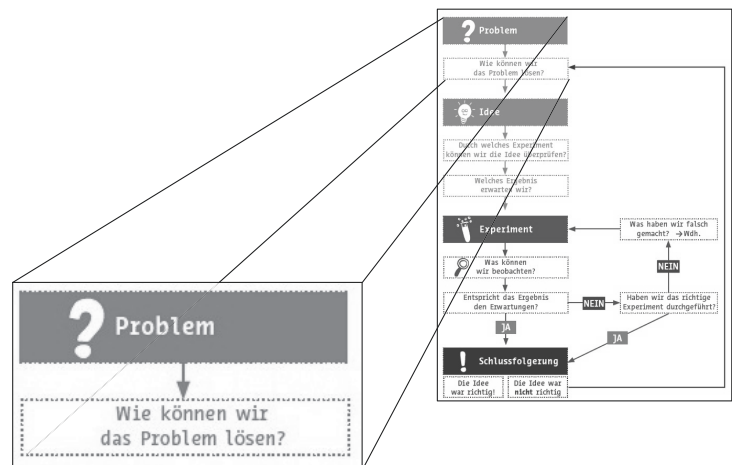 ? Problem
Wie können wir
das Problem lösen?
Idee
Durch welches Experiment
können wir die Idee überprüfen?
Welches Ergebnis
erwarten wir?
Experiment
Was haben wir falsch
gemacht? →Wdh.
Was können
wir beobachten?
NEIN
Entspricht das Ergebnis
den Erwartungen?
NEIN
Haben wir das richtige
Experiment durchgeführt?
JA
JA
! Schlussfolgerung
Die Idee
war richtig!
Die Idee war
nicht richtig
? Problem
Wie können wir
das Problem lösen?